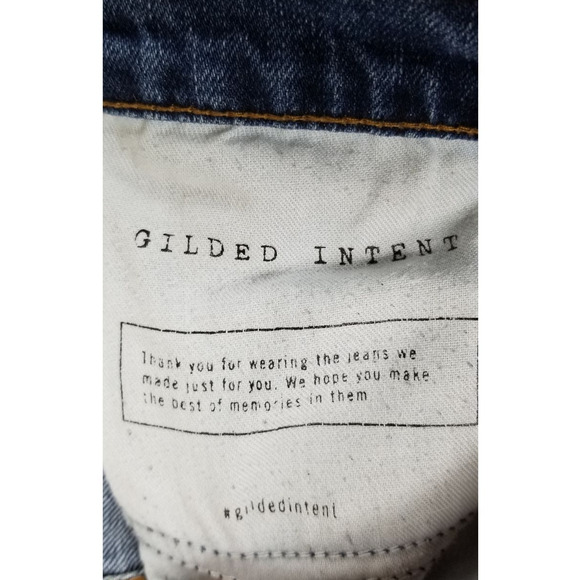 GILDED INTENT
Thank you for wearing the jeans we
made just for you. We hope you make
the best of memories in them
#gildedintent